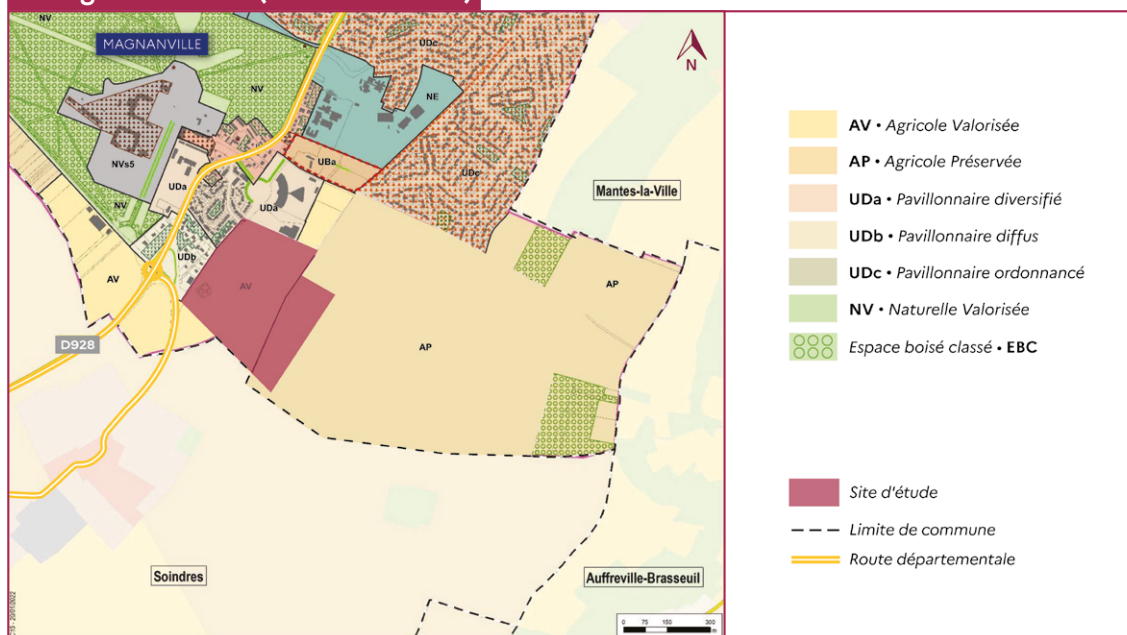 MAGNANVILLE
NV
UDc
N
NV
NE
NVs5
UBa
UDa
UDc
Mantes-la-Ville
UDa
NV
UDb
AV
AV
AP
D928
AP
Soindres
Auffreville-Brasseuil
0 75 150 300
m
AV • Agricole Valorisée
AP • Agricole Préservée
UDa • Pavillonnaire diversifié
UDb • Pavillonnaire diffus
UDc • Pavillonnaire ordonnancé
NV • Naturelle Valorisée
Espace boisé classé • EBC
Site d'étude
Limite de commune
Route départementale